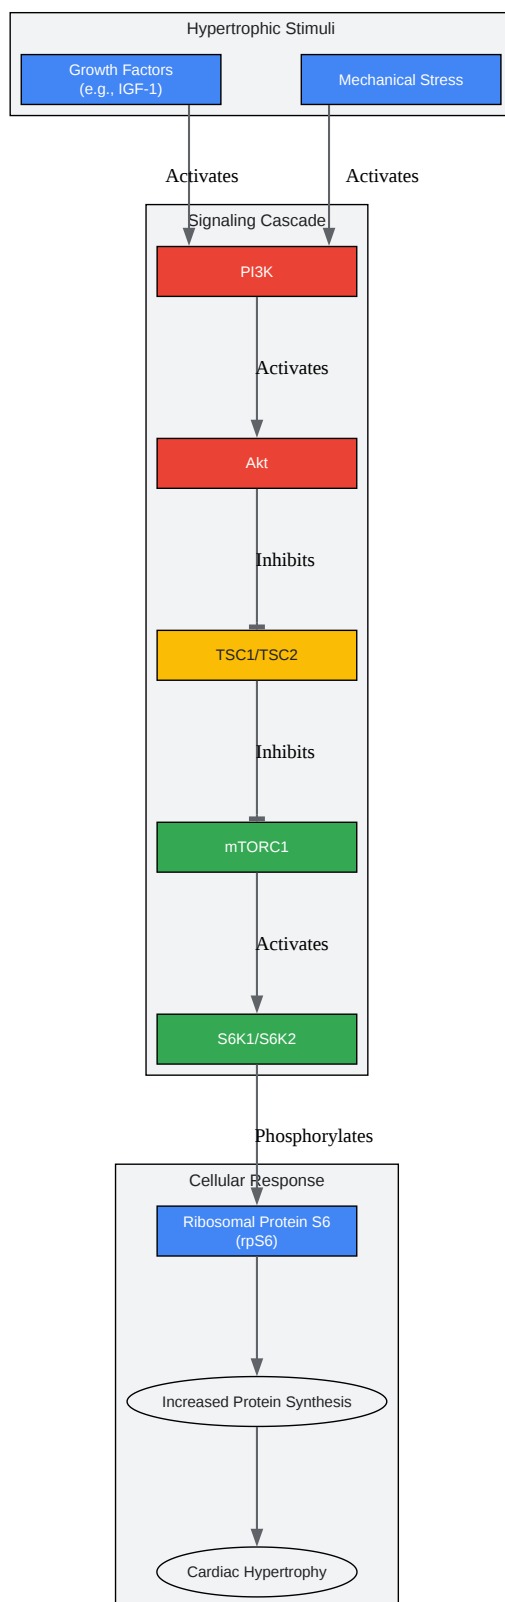 Hypertrophic Stimuli
Growth Factors
(e.g., IGF-1)
Mechanical Stress
Activates
Activates
Signaling Cascade
PI3K
Activates
Akt
Inhibits
TSC1/TSC2
Inhibits
mTORC1
Activates
S6K1/S6K2
Phosphorylates
Cellular Response
Ribosomal Protein S6
(rpS6)
Increased Protein Synthesis
Cardiac Hypertrophy